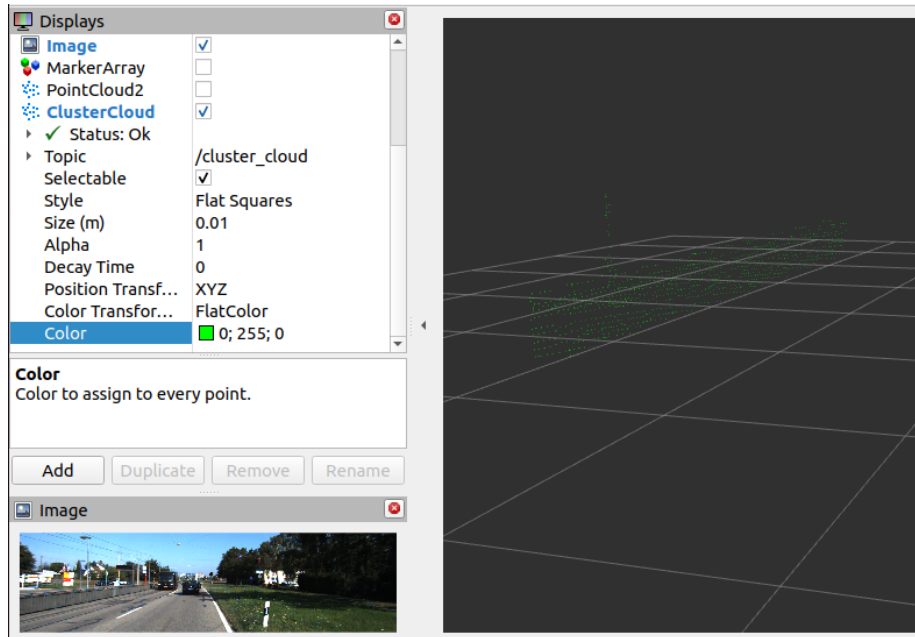 Displays
Image
MarkerArray
PointCloud2
ClusterCloud
Status: Ok
Topic /cluster_cloud
Selectable
Style Flat Squares
Size (m) 0.01
Alpha 1
Decay Time 0
Position Transf... XYZ
Color Transfor... FlatColor
Color 0; 255; 0
Color
Color to assign to every point.
Add Duplicate Remove Rename
Image